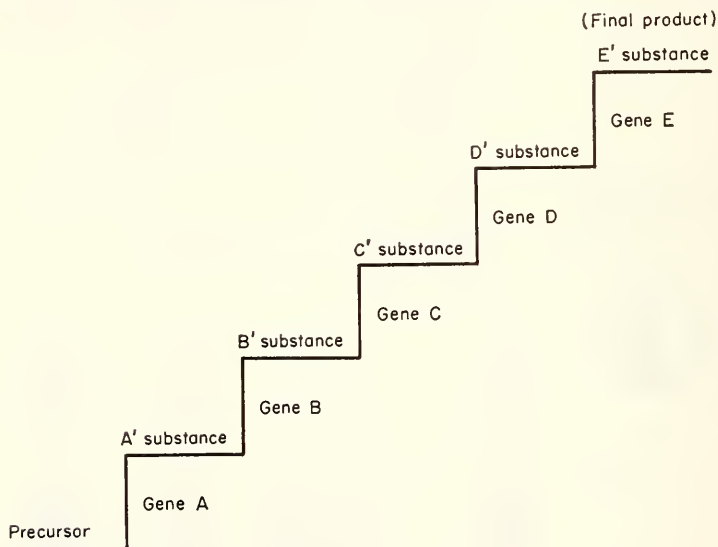 (Final product)
E' substance
Gene E
D' substance
Gene D
C' substance
Gene C
B' substance
Gene B
A' substance
Gene A
Precursor